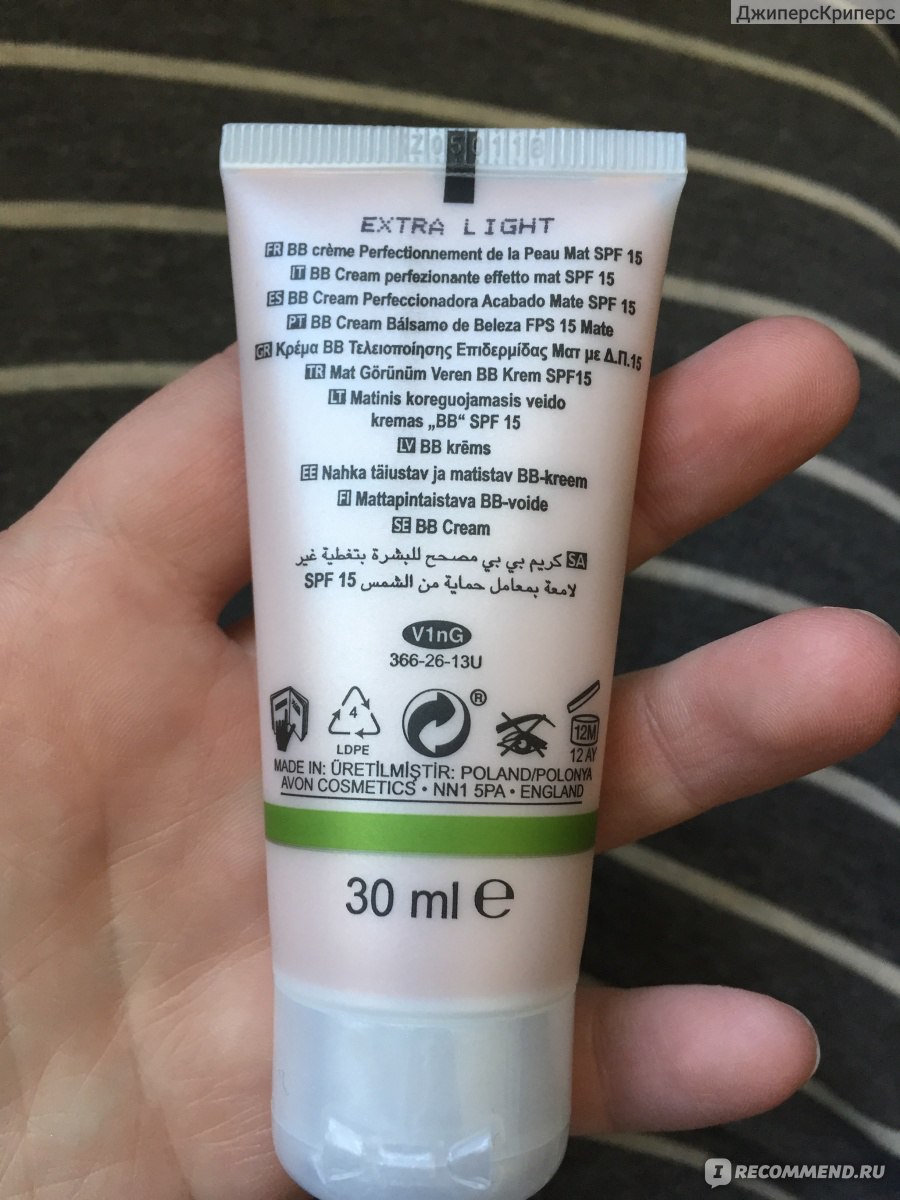 ДжиперсКриперс
EXTRA LIGHT
FR BB crème Perfectionnement de la Peau Mat SPF 15
IT BB Cream perfezionante effetto mat SPF 15
ES BB Cream Perfeccionadora Acabado Mate SPF 15
PT BB Cream Bálsamo de Beleza FPS 15 Mate
GR Κρέμα BB Τελειοποίησης Επιδερμίδας Ματ με Δ.Π.15
TR Mat Görünüm Veren BB Krem SPF15
LT Matinis koreguojamasis veido
kremas „BB“ SPF 15
LV BB krēms
EE Nahka täiustav ja matistav BB-kreem
FI Mattapintaistava BB-voide
SE BB Cream
SA كريم بي بي مصحح للبشرة بتغطية غير
لامعة بمعامل حماية من الشمس SPF 15
V1nG
366-26-13U
®
4
LDPE
12M
12 AY
MADE IN: ÜRETİLMİŞTİR: POLAND/POLONYA
AVON COSMETICS • NN1 5PA • ENGLAND
30 ml e
IRECOMMEND.RU